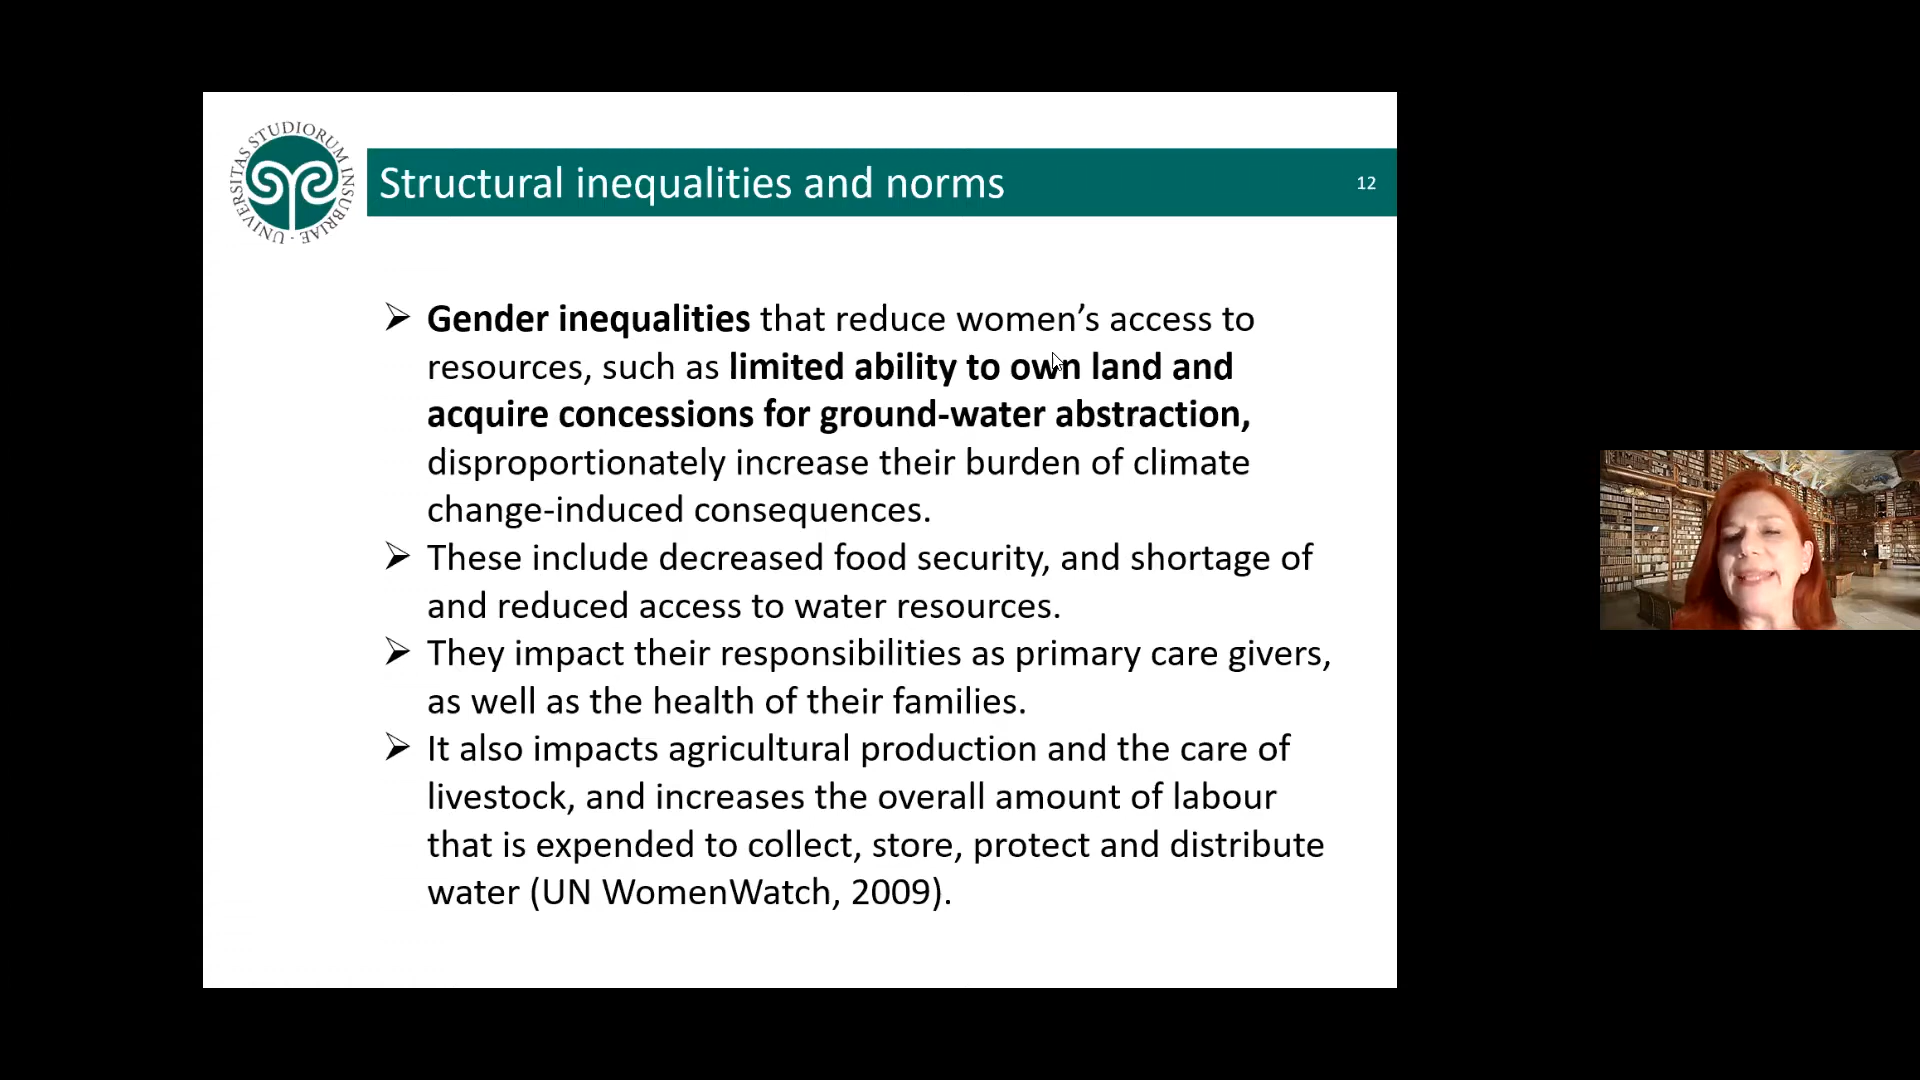 UNIVERSITAS STUDIORUM INSUBRIAE
Structural inequalities and norms
12
➢ Gender inequalities that reduce women’s access to
resources, such as limited ability to own land and
acquire concessions for ground-water abstraction,
disproportionately increase their burden of climate
change-induced consequences.
➢ These include decreased food security, and shortage of
and reduced access to water resources.
➢ They impact their responsibilities as primary care givers,
as well as the health of their families.
➢ It also impacts agricultural production and the care of
livestock, and increases the overall amount of labour
that is expended to collect, store, protect and distribute
water (UN WomenWatch, 2009).